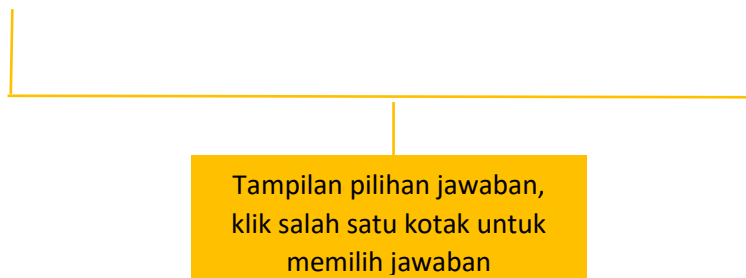 Tampilan pilihan jawaban,
klik salah satu kotak untuk
memilih jawaban